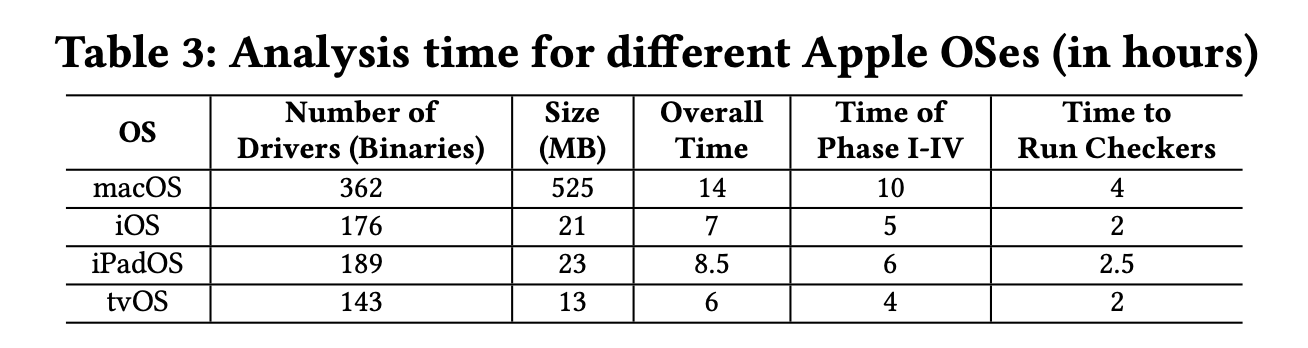 Table 3: Analysis time for different Apple OSes (in hours)
OS | Number of Drivers (Binaries) | Size (MB) | Overall Time | Time of Phase I-IV | Time to Run Checkers
macOS | 362 | 525 | 14 | 10 | 4
iOS | 176 | 21 | 7 | 5 | 2
iPadOS | 189 | 23 | 8.5 | 6 | 2.5
tvOS | 143 | 13 | 6 | 4 | 2